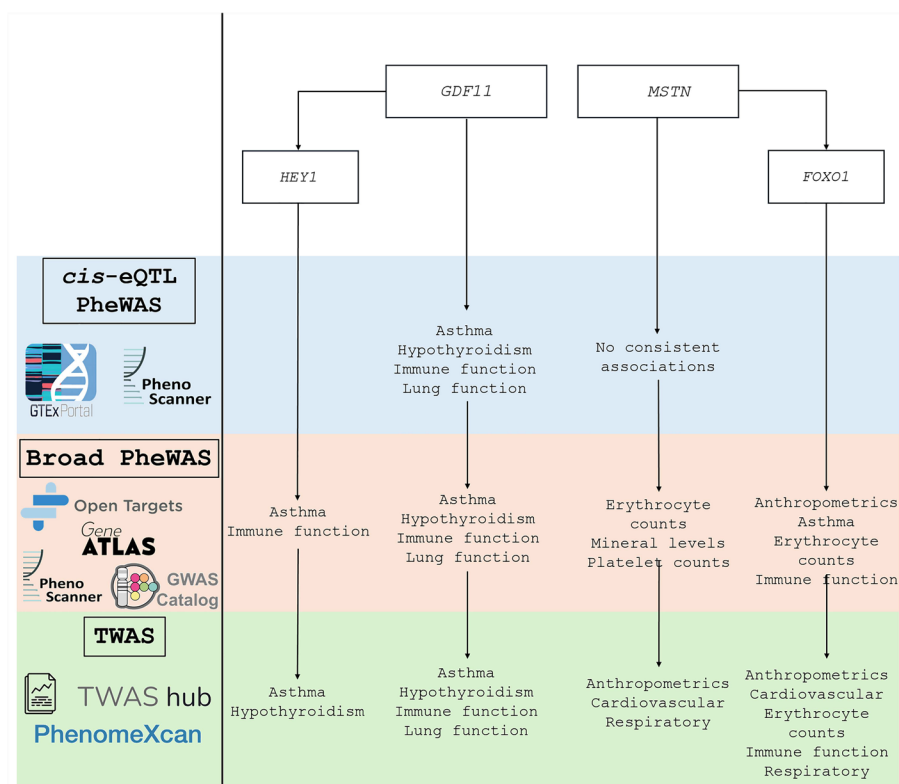 GDF11
MSTN
HEY1
FOXO1
cis-eQTL
PheWAS
GTExPortal
Pheno
Scanner
Asthma
Hypothyroidism
Immune function
Lung function
No consistent
associations
Broad PheWAS
Open Targets
Gene
ATLAS
Pheno
Scanner
GWAS
Catalog
Asthma
Immune function
Asthma
Hypothyroidism
Immune function
Lung function
Erythrocyte
counts
Mineral levels
Platelet counts
Anthropometrics
Asthma
Erythrocyte
counts
Immune function
TWAS
TWAS hub
PhenomeXcan
Asthma
Hypothyroidism
Asthma
Hypothyroidism
Immune function
Lung function
Anthropometrics
Cardiovascular
Respiratory
Anthropometrics
Cardiovascular
Erythrocyte
counts
Immune function
Respiratory